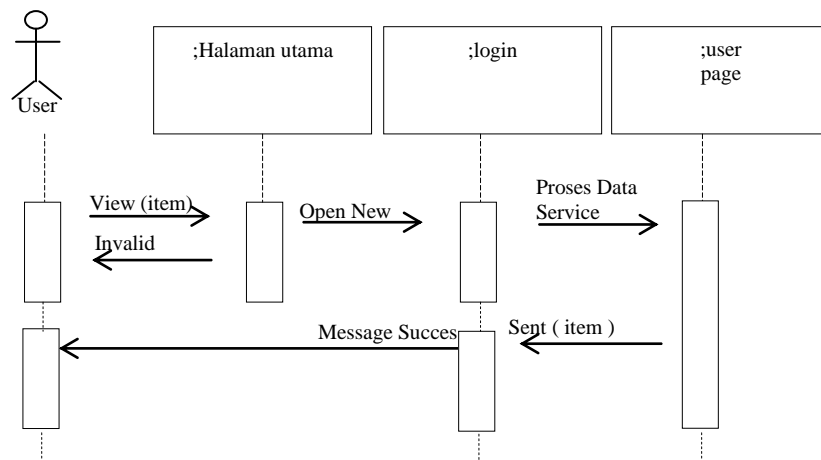 ;Halaman utama
;login
;user
page
User
View (item)
Open New
Proses Data
Service
Invalid
Message Succes
Sent ( item )